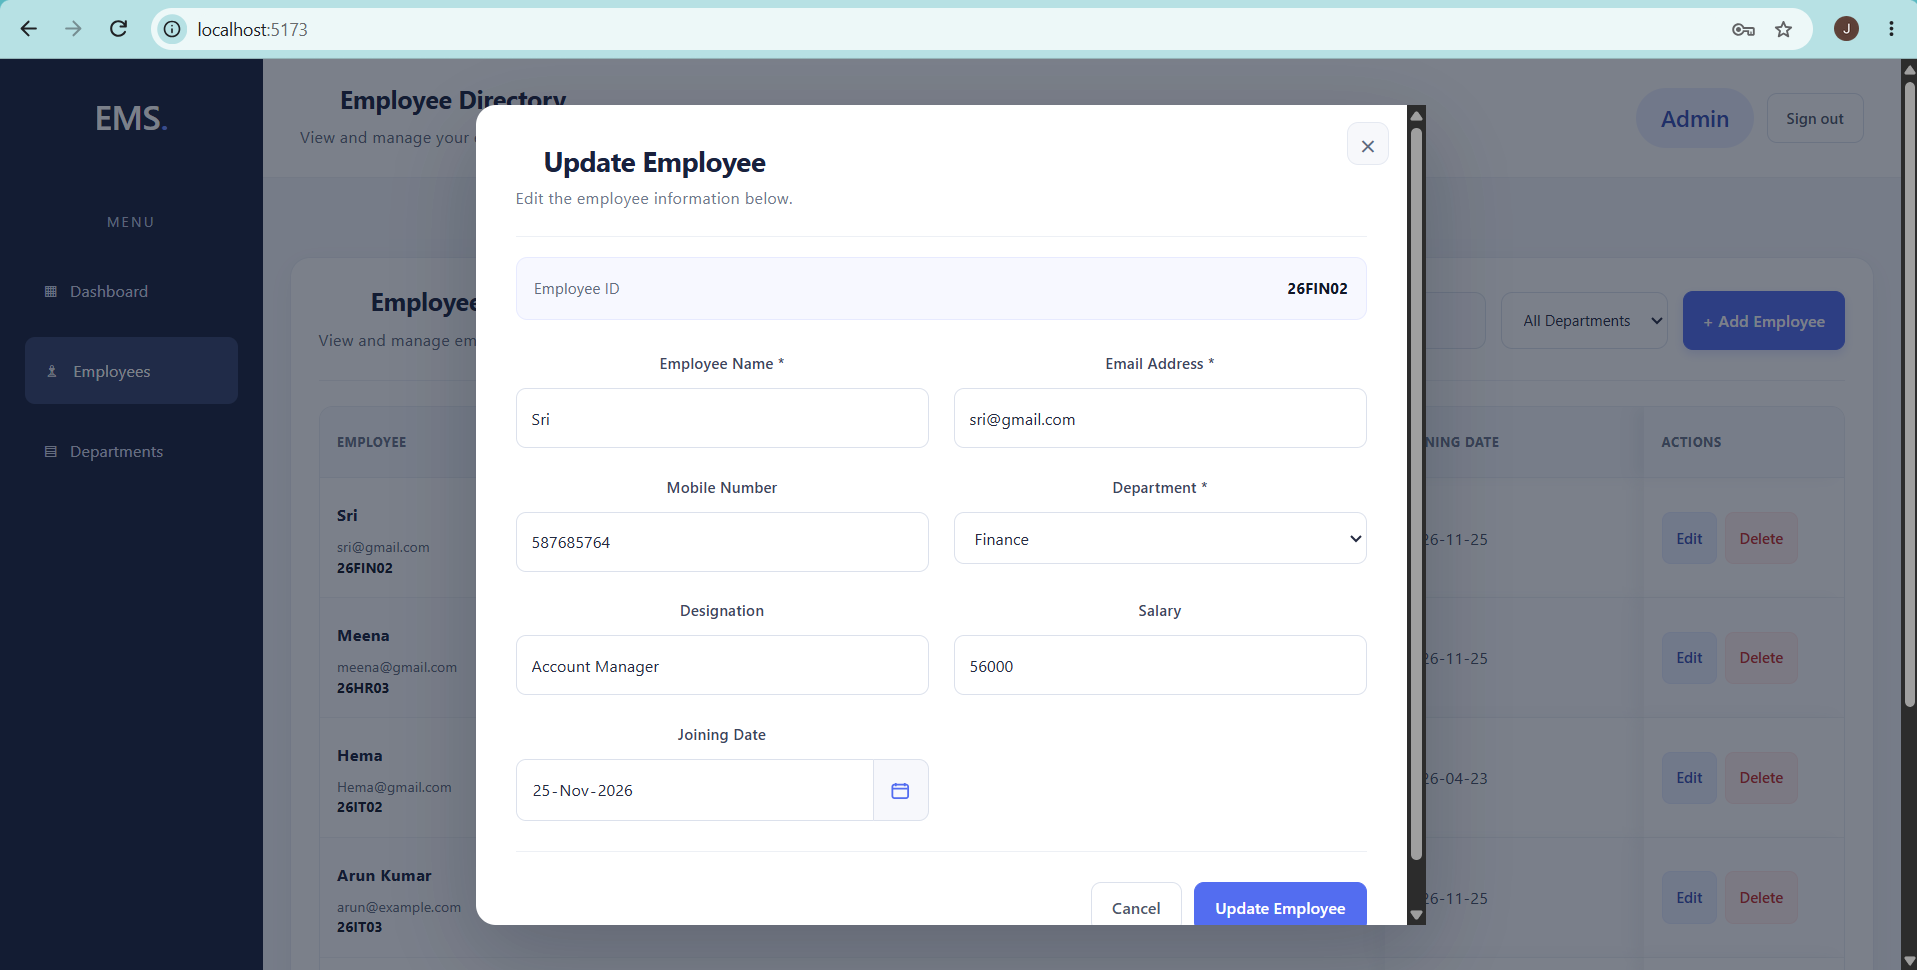 localhost:5173
J
EMS.
MENU
Dashboard
Employees
Departments
Employee Directory
View and manage your
Admin
Sign out
Employee
View and manage em
All Departments
+ Add Employee
EMPLOYEE
NING DATE
ACTIONS
Sri
sri@gmail.com
26FIN02
26-11-25
Edit
Delete
Meena
meena@gmail.com
26HR03
26-11-25
Edit
Delete
Hema
Hema@gmail.com
26IT02
26-04-23
Edit
Delete
Arun Kumar
arun@example.com
26IT03
26-11-25
Edit
Delete
Update Employee
Edit the employee information below.
Employee ID
26FIN02
Employee Name *
Email Address *
Sri
sri@gmail.com
Mobile Number
Department *
587685764
Finance
Designation
Salary
Account Manager
56000
Joining Date
25-Nov-2026
Cancel
Update Employee